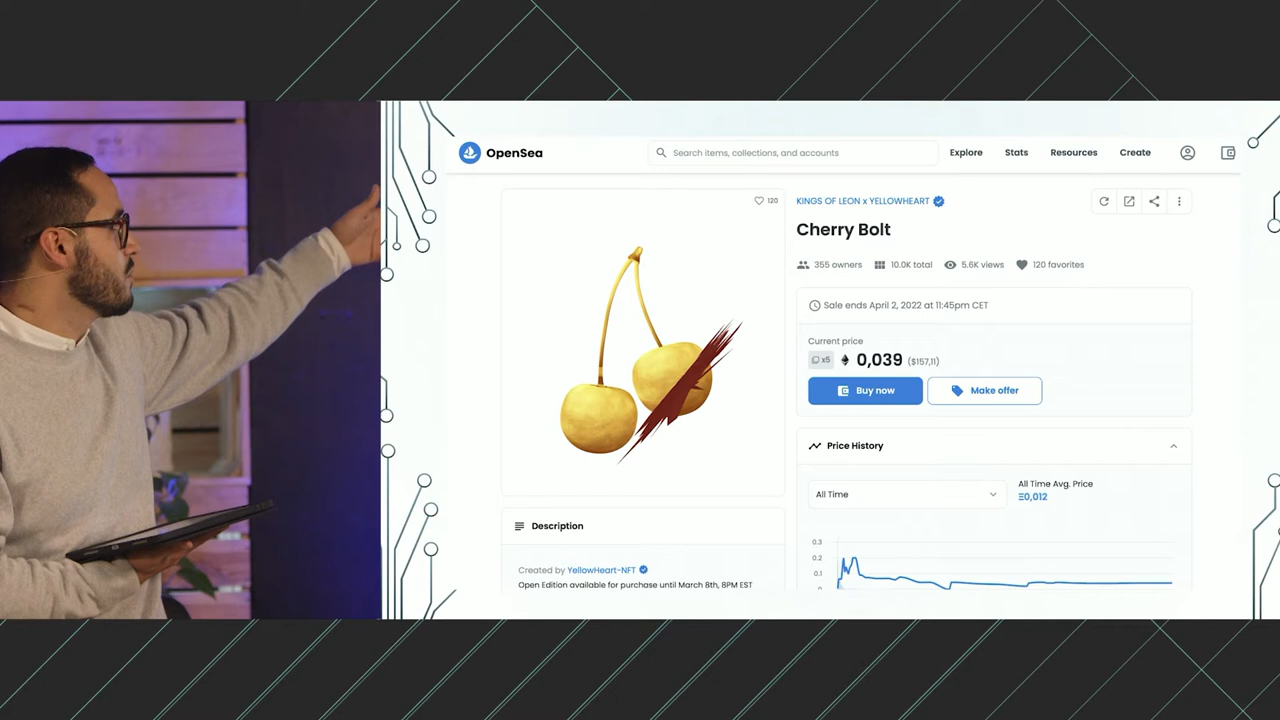 OpenSea
Search items, collections, and accounts
Explore
Stats
Resources
Create
120
KINGS OF LEON x YELLOWHEART
Cherry Bolt
355 owners
10.0K total
5.6K views
120 favorites
Sale ends April 2, 2022 at 11:45pm CET
Current price
x5
0,039 ($157,11)
Buy now
Make offer
Price History
All Time
All Time Avg. Price
Ξ0,012
0.3
0.2
0.1
0
Description
Created by YellowHeart-NFT
Open Edition available for purchase until March 8th, 8PM EST